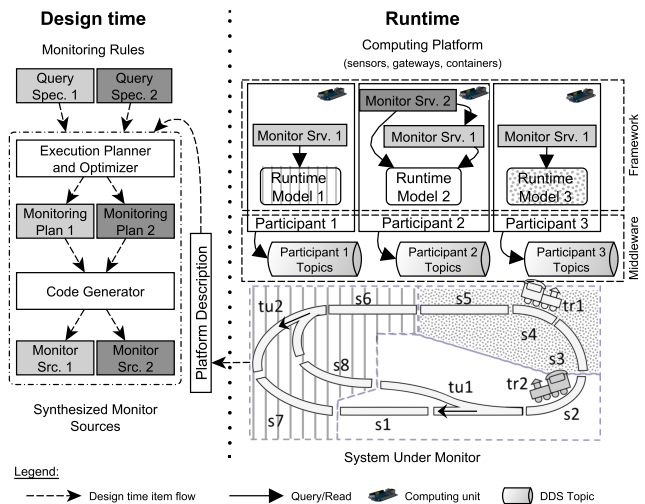 Design time
Runtime
Monitoring Rules
Query
Spec. 1
Query
Spec. 2
Execution Planner
and Optimizer
Monitoring
Plan 1
Monitoring
Plan 2
Code Generator
Monitor
Src. 1
Monitor
Src. 2
Synthesized Monitor
Sources
Platform Description
Computing Platform
(sensors, gateways, containers)
Monitor Srv. 1
Runtime
Model 1
Monitor Srv. 2
Monitor Srv. 1
Runtime
Model 2
Monitor Srv. 1
Runtime
Model 3
Framework
Participant 1
Participant 2
Participant 3
Participant 1
Topics
Participant 2
Topics
Participant 3
Topics
Middleware
tu2
s6
s5
tr1
s4
s3
s8
tu1
tr2
s7
s1
s2
System Under Monitor
Legend:
Design time item flow
Query/Read
Computing unit
DDS Topic